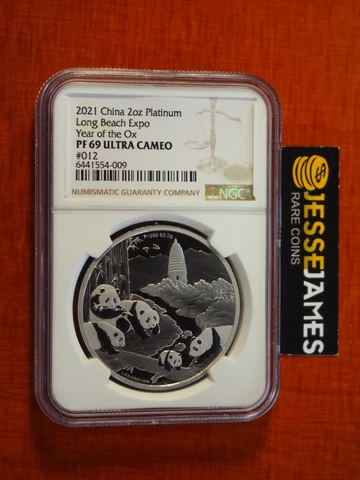 2021 China 2oz Platinum
Long Beach Expo
Year of the Ox
PF 69 ULTRA CAMEO
#012
6441554-009
NUMISMATIC GUARANTY COMPANY
NGC
JESSE JAMES
RARE COINS